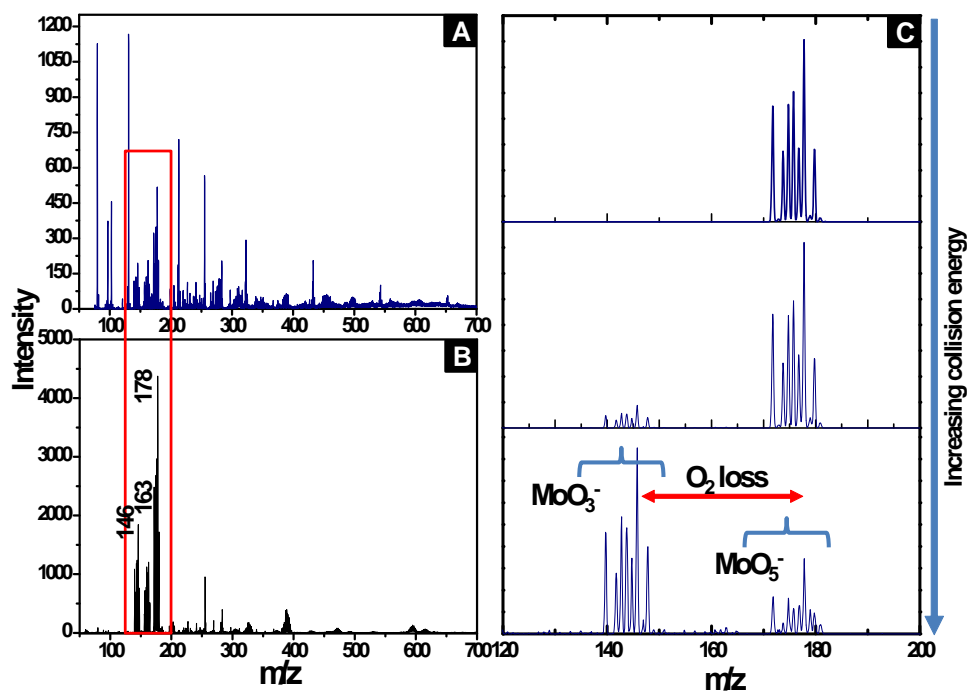 A
1200
1050
900
750
600
450
300
150
0
100 200 300 400 500 600 700
Intensity
B
5000
4000
3000
2000
1000
0
178
163
146
100 200 300 400 500 600 700
m/z
C
MoO3-
O2 loss
MoO5-
120 140 160 180 200
m/z
Increasing collision energy